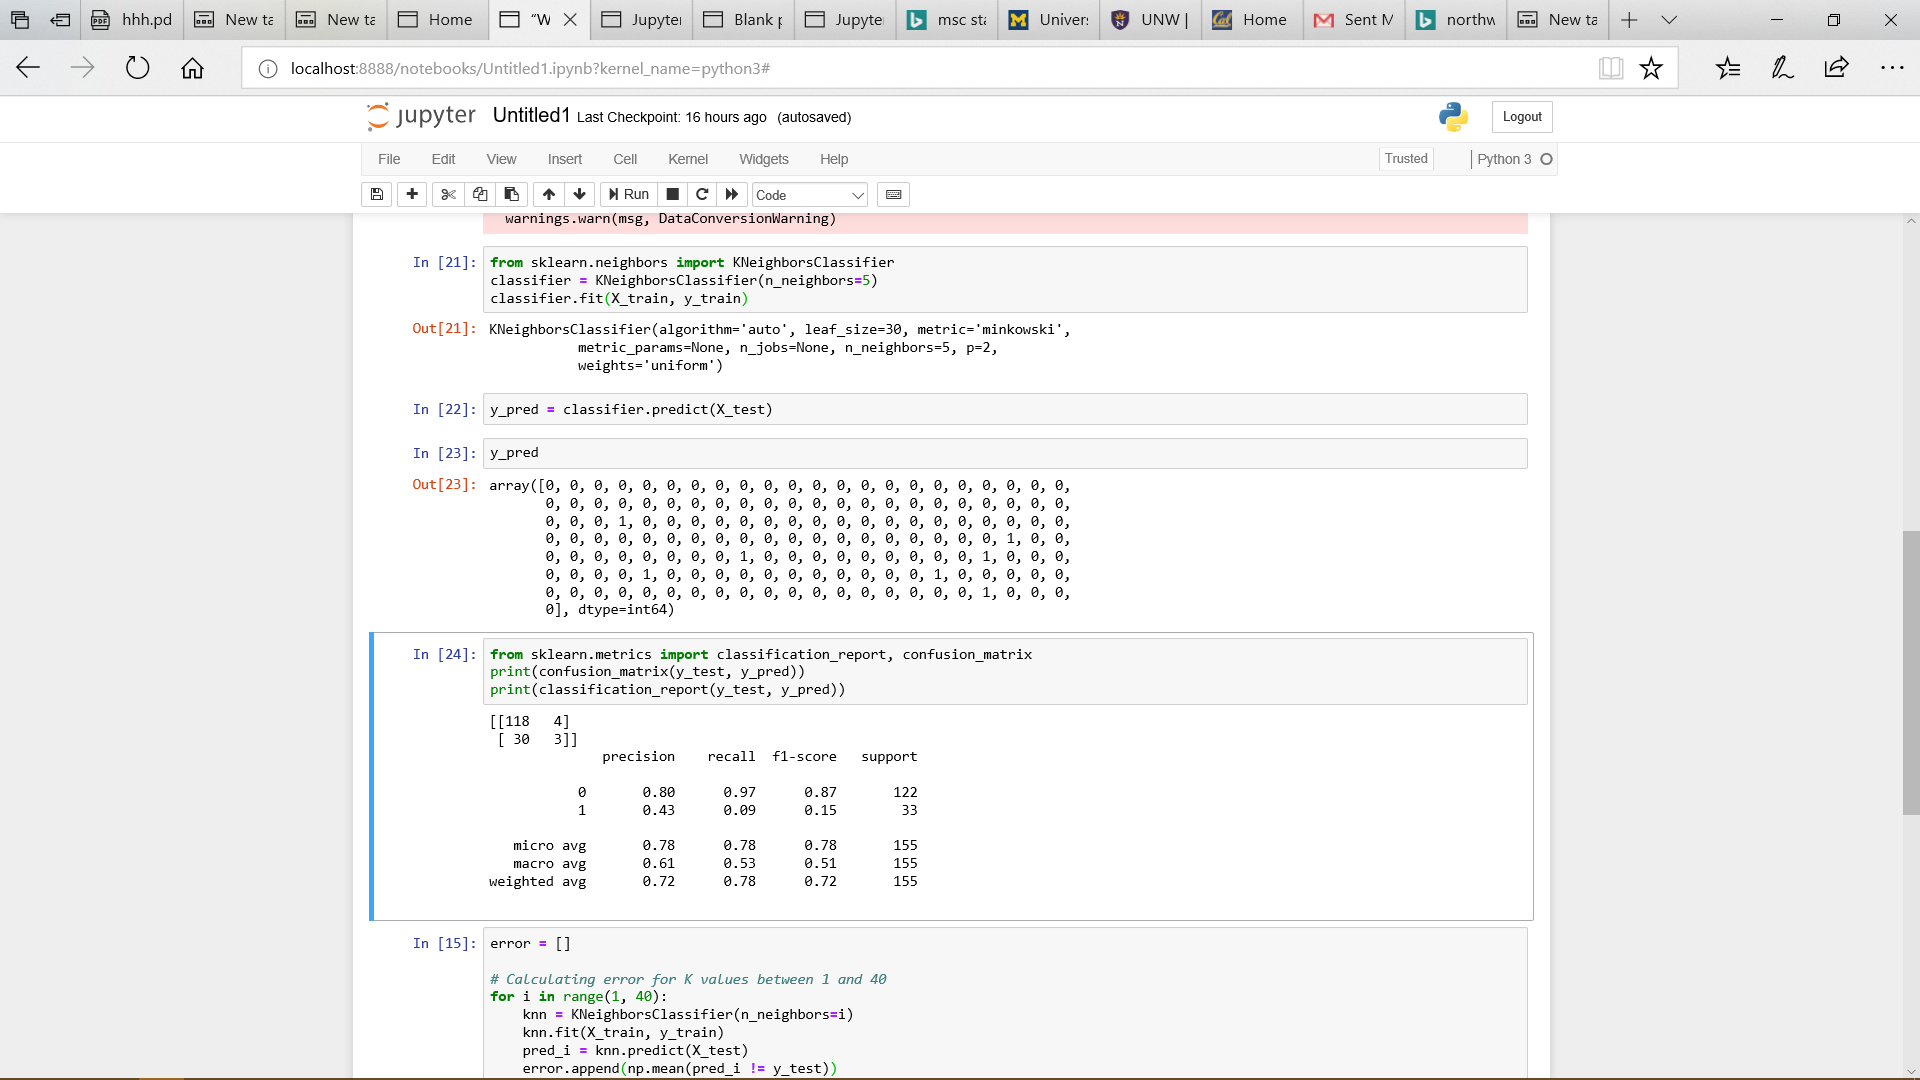 hhh.pd
New ta
New ta
Home
"W
Jupyter
Blank p
Jupyter
msc sta
Univers
UNW |
Home
Sent M
northw
New ta
localhost:8888/notebooks/Untitled1.ipynb?kernel_name=python3#
jupyter Untitled1 Last Checkpoint: 16 hours ago (autosaved)
Logout
File Edit View Insert Cell Kernel Widgets Help
Trusted | Python 3
Run Code
warnings.warn(msg, DataConversionWarning)
In [21]: from sklearn.neighbors import KNeighborsClassifier
classifier = KNeighborsClassifier(n_neighbors=5)
classifier.fit(X_train, y_train)
Out[21]: KNeighborsClassifier(algorithm='auto', leaf_size=30, metric='minkowski',
metric_params=None, n_jobs=None, n_neighbors=5, p=2,
weights='uniform')
In [22]: y_pred = classifier.predict(X_test)
In [23]: y_pred
Out[23]: array([0, 0, 0, 0, 0, 0, 0, 0, 0, 0, 0, 0, 0, 0, 0, 0, 0, 0, 0, 0, 0, 0,
0, 0, 0, 0, 0, 0, 0, 0, 0, 0, 0, 0, 0, 0, 0, 0, 0, 0, 0, 0, 0, 0,
0, 0, 0, 1, 0, 0, 0, 0, 0, 0, 0, 0, 0, 0, 0, 0, 0, 0, 0, 0, 0, 0,
0, 0, 0, 0, 0, 0, 0, 0, 0, 0, 0, 0, 0, 0, 0, 0, 0, 0, 0, 1, 0, 0,
0, 0, 0, 0, 0, 0, 0, 0, 1, 0, 0, 0, 0, 0, 0, 0, 0, 0, 1, 0, 0, 0,
0, 0, 0, 0, 1, 0, 0, 0, 0, 0, 0, 0, 0, 0, 0, 0, 1, 0, 0, 0, 0, 0,
0, 0, 0, 0, 0, 0, 0, 0, 0, 0, 0, 0, 0, 0, 0, 0, 0, 0, 1, 0, 0, 0,
0], dtype=int64)
In [24]: from sklearn.metrics import classification_report, confusion_matrix
print(confusion_matrix(y_test, y_pred))
print(classification_report(y_test, y_pred))
[[118 4]
[ 30 3]]
precision recall f1-score support
0 0.80 0.97 0.87 122
1 0.43 0.09 0.15 33
micro avg 0.78 0.78 0.78 155
macro avg 0.61 0.53 0.51 155
weighted avg 0.72 0.78 0.72 155
In [15]: error = []
# Calculating error for K values between 1 and 40
for i in range(1, 40):
knn = KNeighborsClassifier(n_neighbors=i)
knn.fit(X_train, y_train)
pred_i = knn.predict(X_test)
error.append(np.mean(pred_i != y_test))